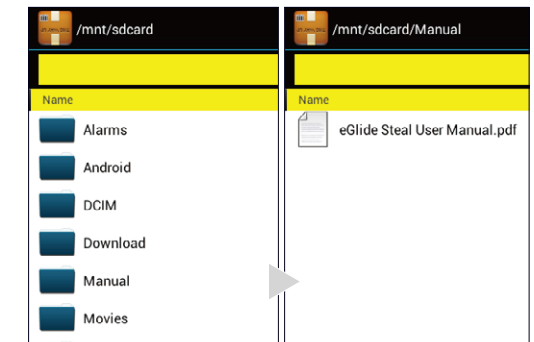 /mnt/sdcard
Name
Alarms
Android
DCIM
Download
Manual
Movies
/mnt/sdcard/Manual
Name
eGlide Steal User Manual.pdf